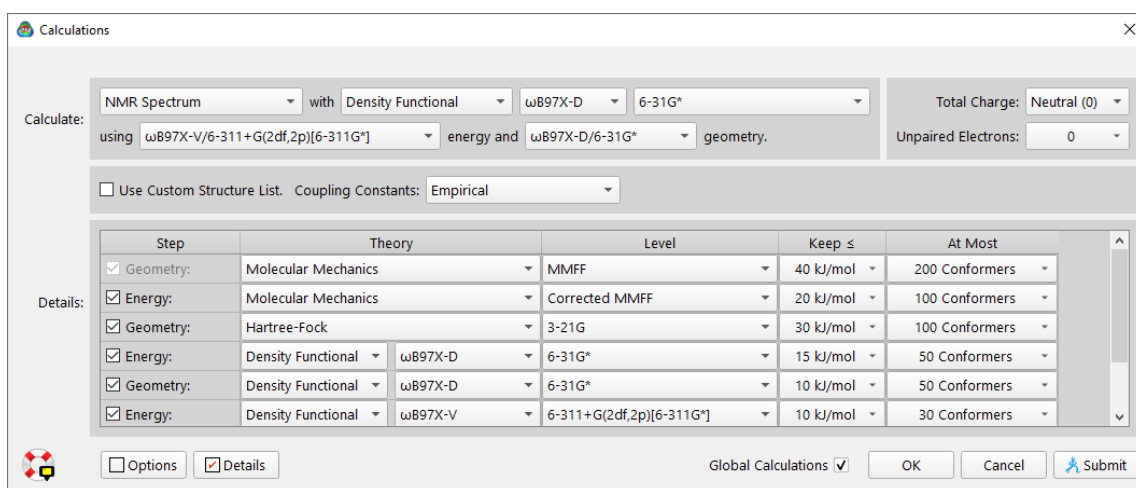 Calculations
Calculate: NMR Spectrum with Density Functional ωB97X-D 6-31G* Total Charge: Neutral (0)
using ωB97X-V/6-311+G(2df,2p)[6-311G*] energy and ωB97X-D/6-31G* geometry. Unpaired Electrons: 0
Use Custom Structure List. Coupling Constants: Empirical
Details:
Step Theory Level Keep ≤ At Most
Geometry: Molecular Mechanics MMFF 40 kJ/mol 200 Conformers
Energy: Molecular Mechanics Corrected MMFF 20 kJ/mol 100 Conformers
Geometry: Hartree-Fock 3-21G 30 kJ/mol 100 Conformers
Energy: Density Functional ωB97X-D 6-31G* 15 kJ/mol 50 Conformers
Geometry: Density Functional ωB97X-D 6-31G* 10 kJ/mol 50 Conformers
Energy: Density Functional ωB97X-V 6-311+G(2df,2p)[6-311G*] 10 kJ/mol 30 Conformers
Options Details Global Calculations OK Cancel Submit